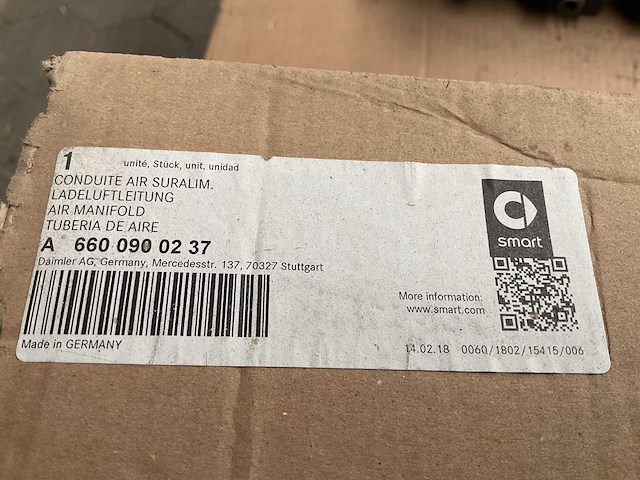 1 unité, Stück, unit, unidad
CONDUITE AIR SURALIM.
LADELUFTLEITUNG
AIR MANIFOLD
TUBERIA DE AIRE
A 660 090 02 37
Daimler AG, Germany, Mercedesstr. 137, 70327 Stuttgart
Made in GERMANY
smart
More information:
www.smart.com
14.02.18 0060/1802/15415/006